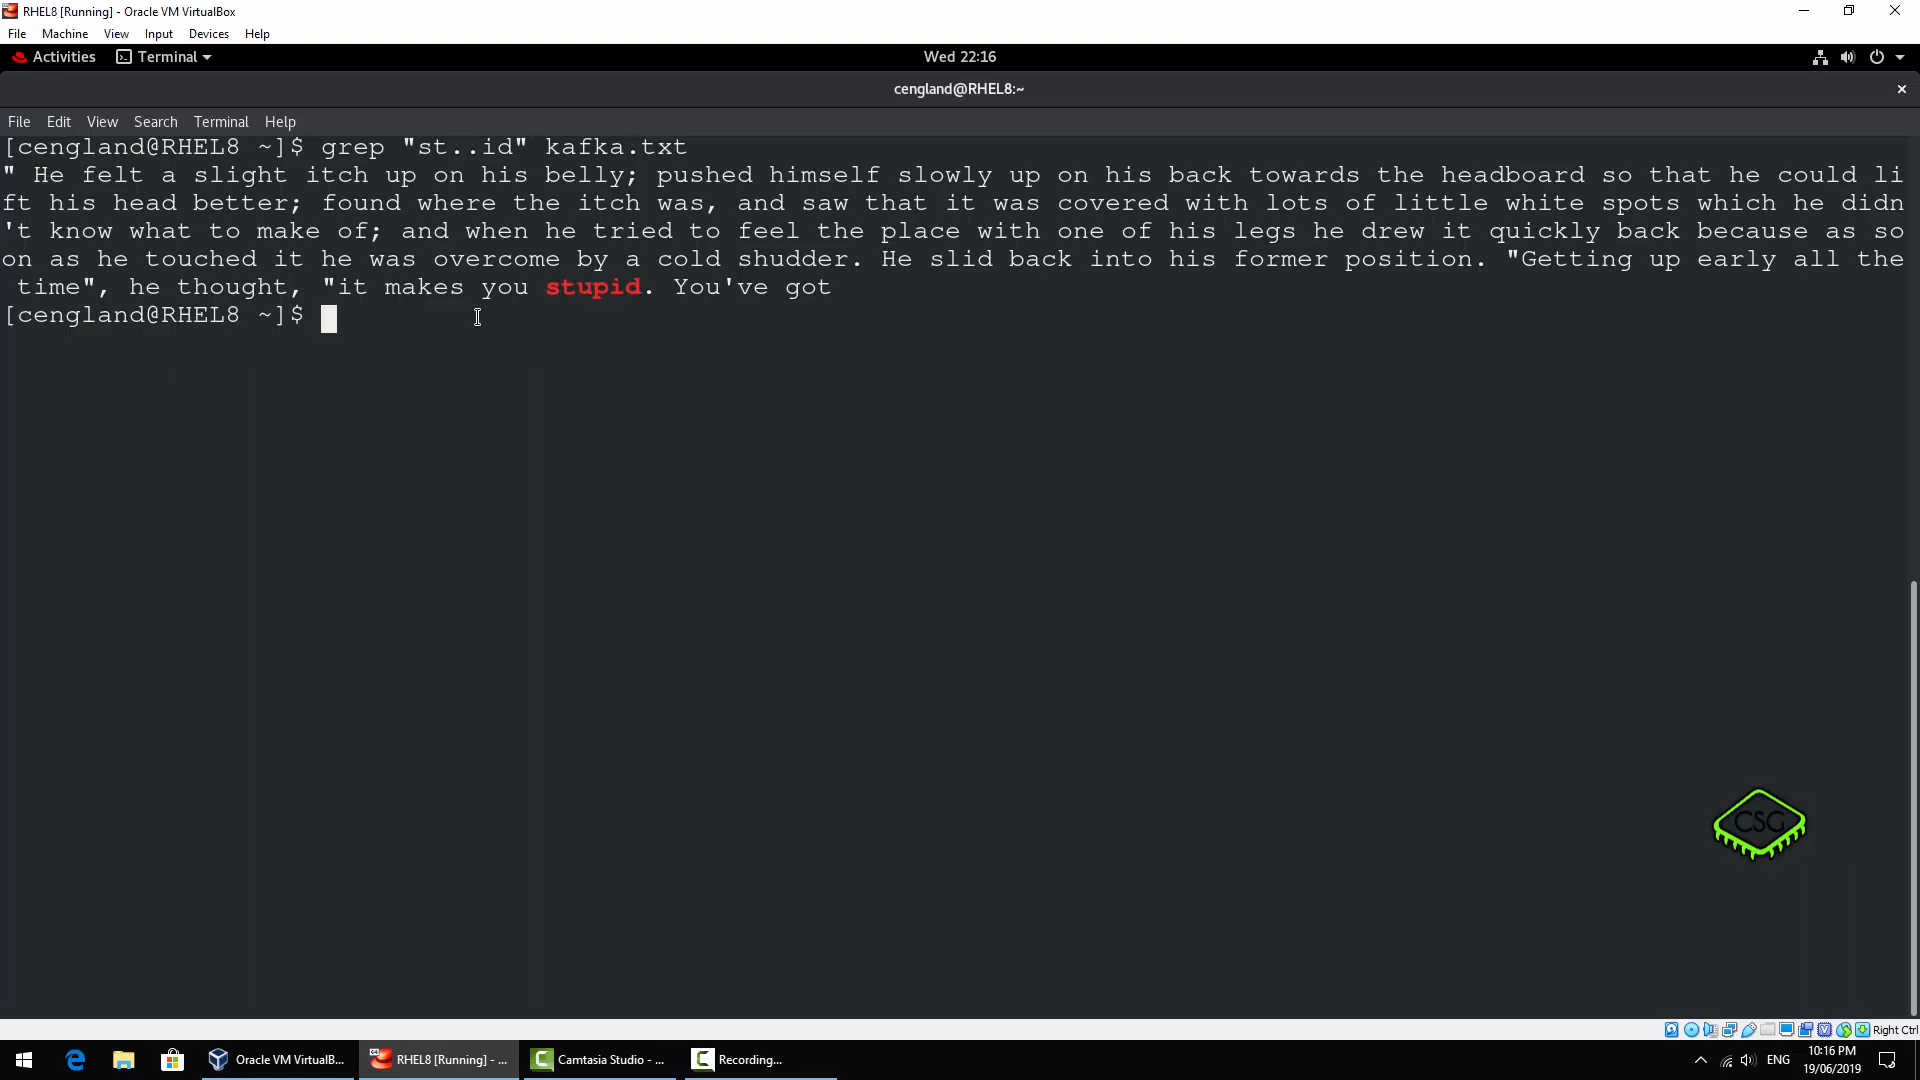 RHEL8 [Running] - Oracle VM VirtualBox
File Machine View Input Devices Help
Activities Terminal Wed 22:16
cengland@RHEL8:~
File Edit View Search Terminal Help
[cengland@RHEL8 ~]$ grep "st..id" kafka.txt
" He felt a slight itch up on his belly; pushed himself slowly up on his back towards the headboard so that he could li
ft his head better; found where the itch was, and saw that it was covered with lots of little white spots which he didn
't know what to make of; and when he tried to feel the place with one of his legs he drew it quickly back because as so
on as he touched it he was overcome by a cold shudder. He slid back into his former position. "Getting up early all the
 time", he thought, "it makes you stupid. You've got
[cengland@RHEL8 ~]$
CSG
Right Ctrl
Oracle VM VirtualB... RHEL8 [Running] - ... Camtasia Studio - ... Recording... ENG 10:16 PM
19/06/2019